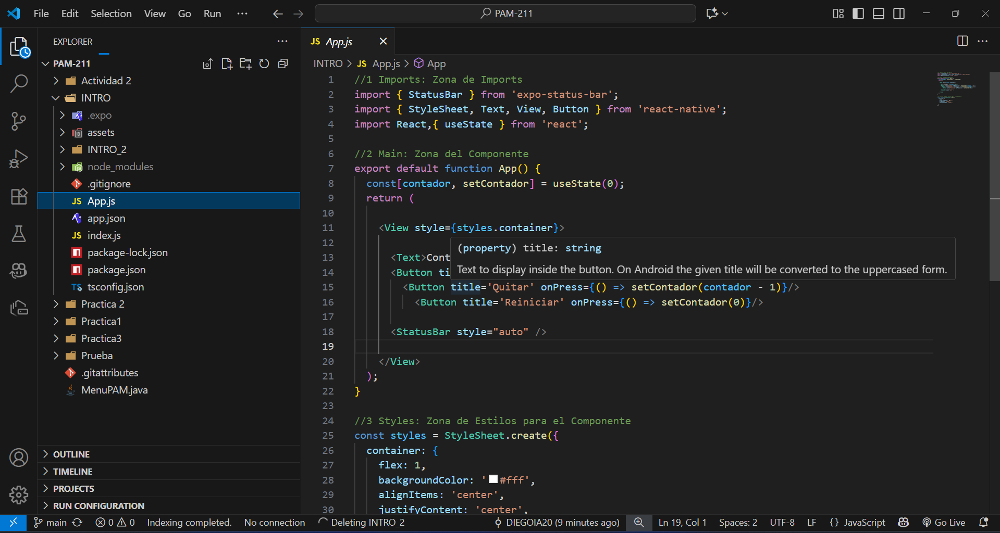 File Edit Selection View Go Run ··· PAM-211
EXPLORER ···
PAM-211
Actividad 2
INTRO
.expo
assets
INTRO_2
node_modules
.gitignore
JS App.js
app.json
JS index.js
package-lock.json
package.json
TS tsconfig.json
Practica 2
Practica1
Practica3
Prueba
.gitattributes
MenuPAM.java
OUTLINE
TIMELINE
PROJECTS
RUN CONFIGURATION
JS App.js
INTRO > JS App.js > App
1 //1 Imports: Zona de Imports
2 import { StatusBar } from 'expo-status-bar';
3 import { StyleSheet, Text, View, Button } from 'react-native';
4 import React,{ useState } from 'react';
5
6 //2 Main: Zona del Componente
7 export default function App() {
8 const[contador, setContador] = useState(0);
9 return (
10
11 <View style={styles.container}>
12
(property) title: string
13 <Text>Cont
Text to display inside the button. On Android the given title will be converted to the uppercased form.
14 <Button ti
15 <Button title='Quitar' onPress={() => setContador(contador - 1)}/>
16 <Button title='Reiniciar' onPress={() => setContador(0)}/>
17
18 <StatusBar style="auto" />
19
20 </View>
21 );
22 }
23
24 //3 Styles: Zona de Estilos para el Componente
25 const styles = StyleSheet.create({
26 container: {
27 flex: 1,
28 backgroundColor: '#fff',
29 alignItems: 'center',
30 justifyContent: 'center',
main 0 0 Indexing completed. No connection Deleting INTRO_2 DIEGOIA20 (9 minutes ago) Ln 19, Col 1 Spaces: 2 UTF-8 LF {} JavaScript Go Live